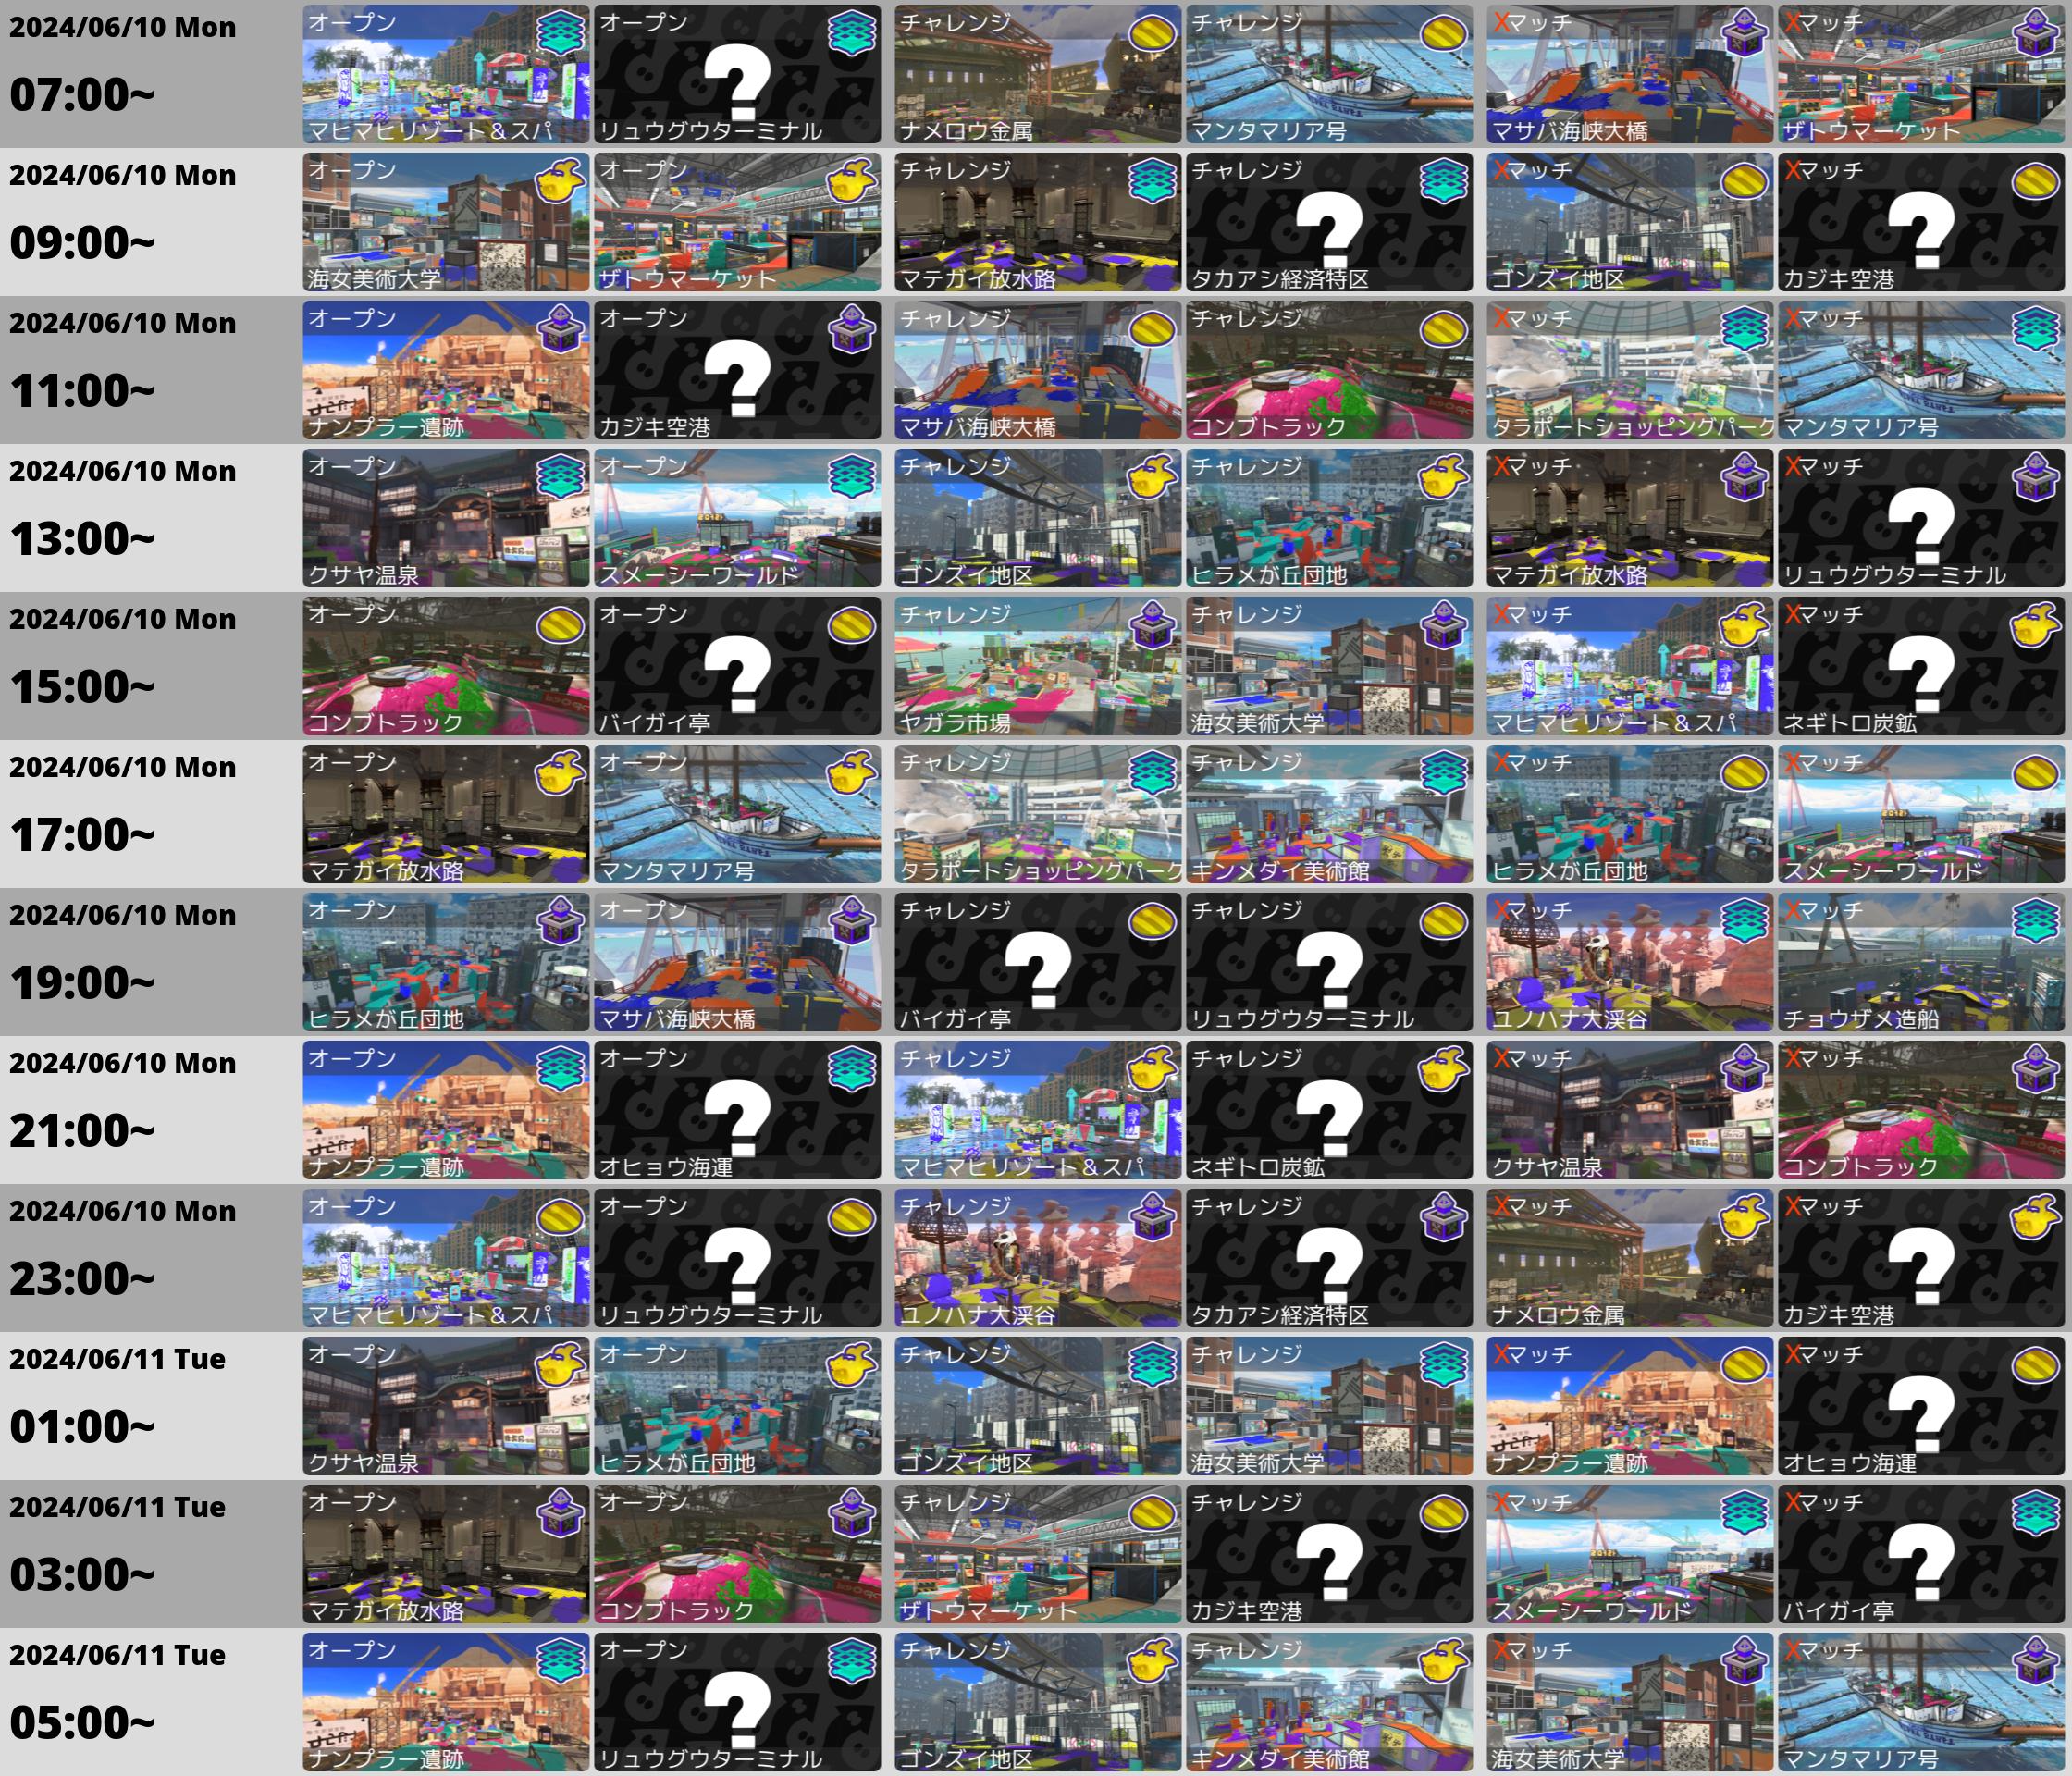 2024/06/10 Mon
07:00~
オープン オープン チャレンジ チャレンジ Xマッチ Xマッチ
マヒマヒリゾート&スパ リュウグウターミナル ナメロウ金属 マンタマリア号 マサバ海峡大橋 ザトウマーケット
2024/06/10 Mon
09:00~
オープン オープン チャレンジ チャレンジ Xマッチ Xマッチ
海女美術大学 ザトウマーケット マテガイ放水路 タカアシ経済特区 ゴンズイ地区 カジキ空港
2024/06/10 Mon
11:00~
オープン オープン チャレンジ チャレンジ Xマッチ Xマッチ
ナンプラー遺跡 カジキ空港 マサバ海峡大橋 コンブトラック タラポートショッピングパーク マンタマリア号
2024/06/10 Mon
13:00~
オープン オープン チャレンジ チャレンジ Xマッチ Xマッチ
クサヤ温泉 スメーシーワールド ゴンズイ地区 ヒラメが丘団地 マテガイ放水路 リュウグウターミナル
2024/06/10 Mon
15:00~
オープン オープン チャレンジ チャレンジ Xマッチ Xマッチ
コンブトラック バイガイ亭 ヤガラ市場 海女美術大学 マヒマヒリゾート&スパ ネギトロ炭鉱
2024/06/10 Mon
17:00~
オープン オープン チャレンジ チャレンジ Xマッチ Xマッチ
マテガイ放水路 マンタマリア号 タラポートショッピングパーク キンメダイ美術館 ヒラメが丘団地 スメーシーワールド
2024/06/10 Mon
19:00~
オープン オープン チャレンジ チャレンジ Xマッチ Xマッチ
ヒラメが丘団地 マサバ海峡大橋 バイガイ亭 リュウグウターミナル ユノハナ大渓谷 チョウザメ造船
2024/06/10 Mon
21:00~
オープン オープン チャレンジ チャレンジ Xマッチ Xマッチ
ナンプラー遺跡 オヒョウ海運 マヒマヒリゾート&スパ ネギトロ炭鉱 クサヤ温泉 コンブトラック
2024/06/10 Mon
23:00~
オープン オープン チャレンジ チャレンジ Xマッチ Xマッチ
マヒマヒリゾート&スパ リュウグウターミナル ユノハナ大渓谷 タカアシ経済特区 ナメロウ金属 カジキ空港
2024/06/11 Tue
01:00~
オープン オープン チャレンジ チャレンジ Xマッチ Xマッチ
クサヤ温泉 ヒラメが丘団地 ゴンズイ地区 海女美術大学 ナンプラー遺跡 オヒョウ海運
2024/06/11 Tue
03:00~
オープン オープン チャレンジ チャレンジ Xマッチ Xマッチ
マテガイ放水路 コンブトラック ザトウマーケット カジキ空港 スメーシーワールド バイガイ亭
2024/06/11 Tue
05:00~
オープン オープン チャレンジ チャレンジ Xマッチ Xマッチ
ナンプラー遺跡 リュウグウターミナル ゴンズイ地区 キンメダイ美術館 海女美術大学 マンタマリア号